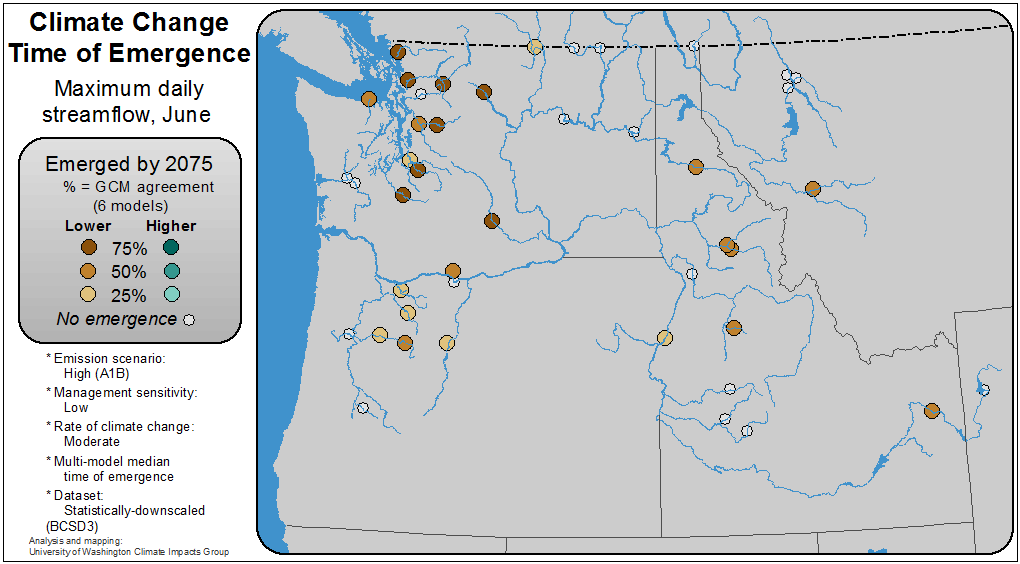 Climate Change
Time of Emergence
Maximum daily
streamflow, June
Emerged by 2075
% = GCM agreement
(6 models)
Lower Higher
75%
50%
25%
No emergence
* Emission scenario:
High (A1B)
* Management sensitivity:
Low
* Rate of climate change:
Moderate
* Multi-model median
time of emergence
* Dataset:
Statistically-downscaled
(BCSD3)
Analysis and mapping:
University of Washington Climate Impacts Group